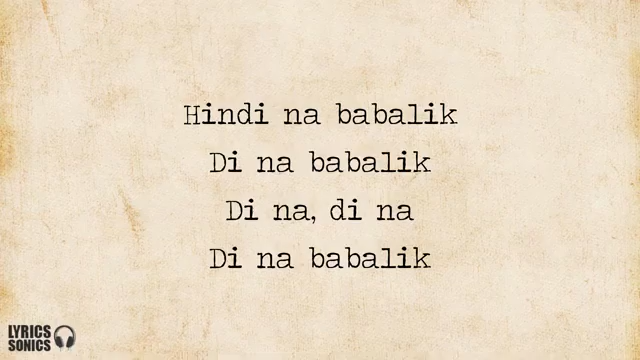 Hindi na babalik
Di na babalik
Di na, di na
Di na babalik
LYRICS
SONICS